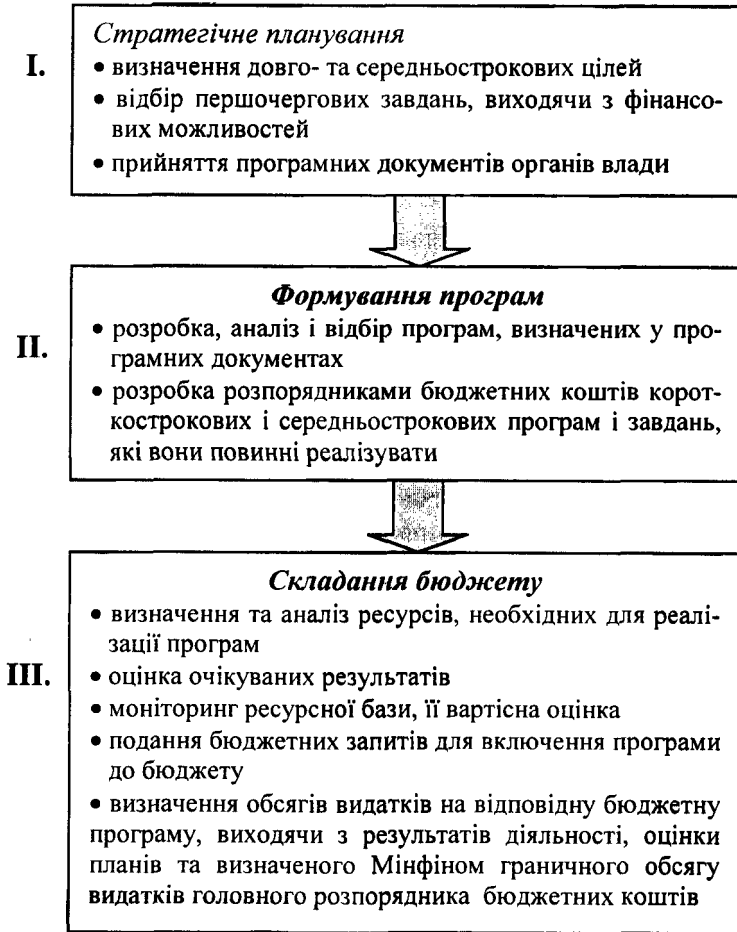 Стратегічне планування
I.
• визначення довго- та середньострокових цілей
• відбір першочергових завдань, виходячи з фінансо-
вих можливостей
• прийняття програмних документів органів влади
Формування програм
II.
• розробка, аналіз і відбір програм, визначених у про-
грамних документах
• розробка розпорядниками бюджетних коштів корот-
кострокових і середньострокових програм і завдань,
які вони повинні реалізувати
Складання бюджету
• визначення та аналіз ресурсів, необхідних для реалі-
зації програм
III.
• оцінка очікуваних результатів
• моніторинг ресурсної бази, її вартісна оцінка
• подання бюджетних запитів для включення програми
до бюджету
• визначення обсягів видатків на відповідну бюджетну
програму, виходячи з результатів діяльності, оцінки
планів та визначеного Мінфіном граничного обсягу
видатків головного розпорядника бюджетних коштів